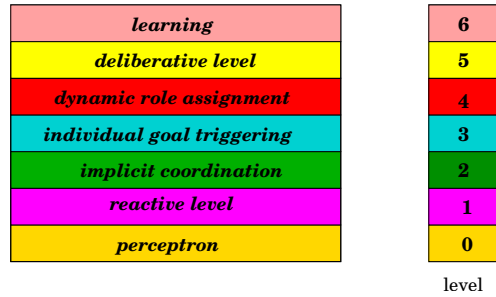 learning 6
deliberative level 5
dynamic role assignment 4
individual goal triggering 3
implicit coordination 2
reactive level 1
perceptron 0
level